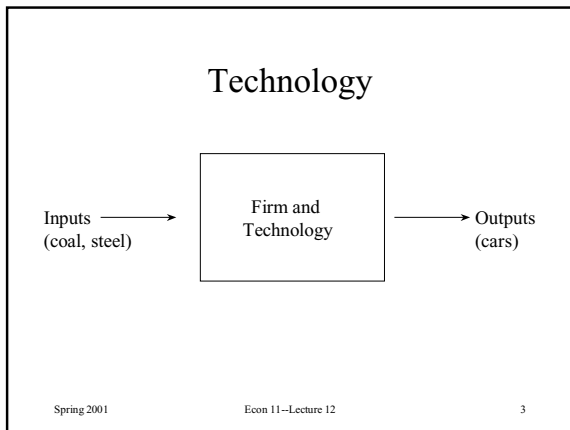 Technology
Firm and
Technology
Inputs
(coal, steel)
Outputs
(cars)
Spring 2001
Econ 11--Lecture 12
3